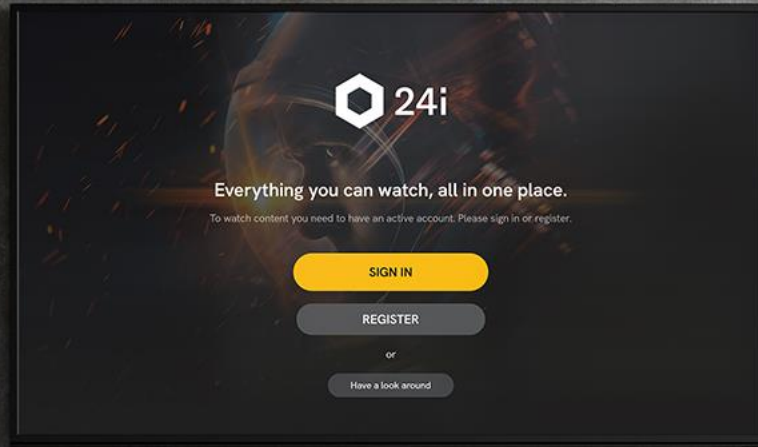 24i
Everything you can watch, all in one place.
To watch content you need to have an active account. Please sign in or register.
SIGN IN
REGISTER
or
Have a look around